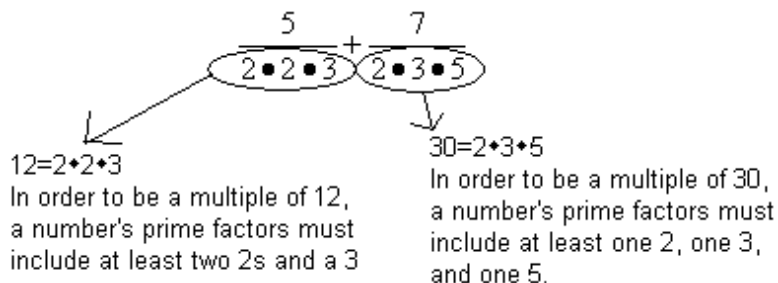 5 + 7
2•2•3 2•3•5
12=2•2•3
In order to be a multiple of 12,
a number's prime factors must
include at least two 2s and a 3
30=2•3•5
In order to be a multiple of 30,
a number's prime factors must
include at least one 2, one 3,
and one 5.